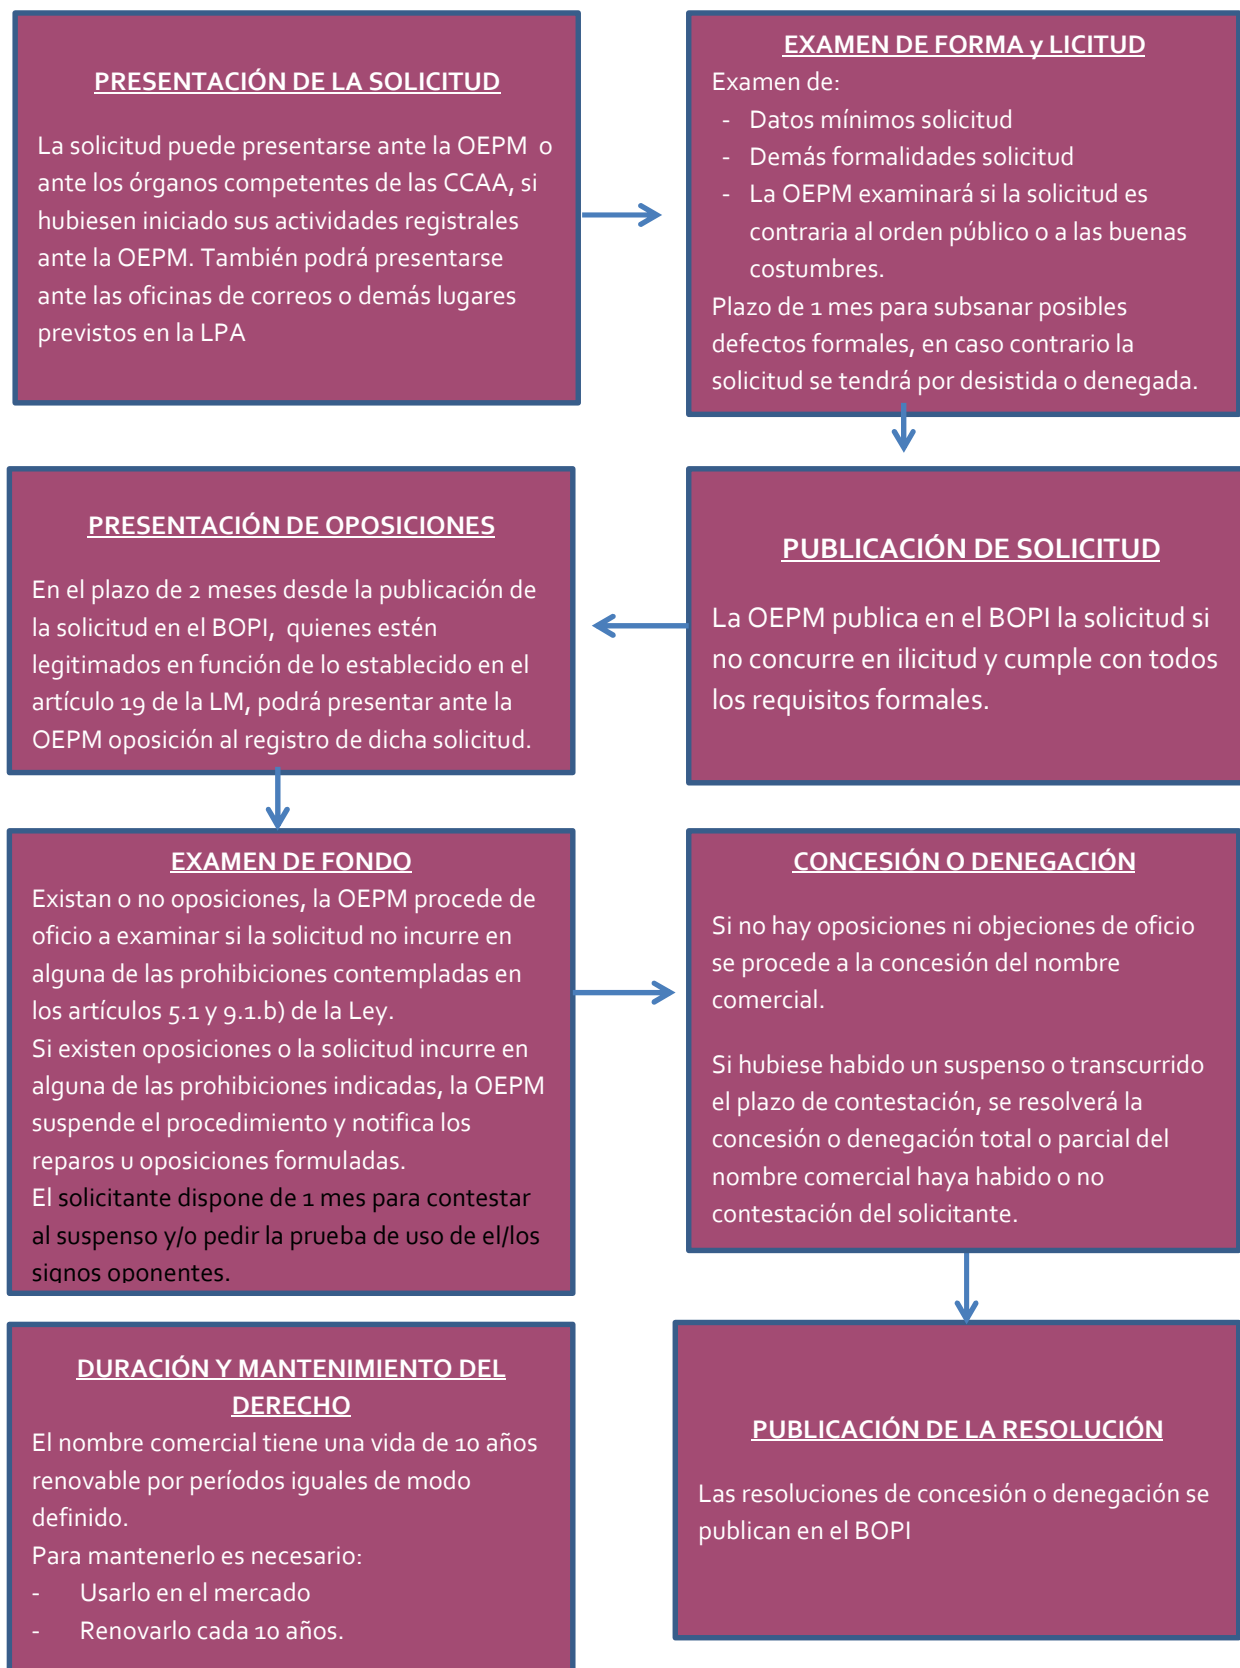 PRESENTACIÓN DE LA SOLICITUD
La solicitud puede presentarse ante la OEPM o
ante los órganos competentes de las CCAA, si
hubiesen iniciado sus actividades registrales
ante la OEPM. También podrá presentarse
ante las oficinas de correos o demás lugares
previstos en la LPA
EXAMEN DE FORMA y LICITUD
Examen de:
- Datos mínimos solicitud
- Demás formalidades solicitud
- La OEPM examinará si la solicitud es
contraria al orden público o a las buenas
costumbres.
Plazo de 1 mes para subsanar posibles
defectos formales, en caso contrario la
solicitud se tendrá por desistida o denegada.
PUBLICACIÓN DE SOLICITUD
La OEPM publica en el BOPI la solicitud si
no concurre en ilicitud y cumple con todos
los requisitos formales.
PRESENTACIÓN DE OPOSICIONES
En el plazo de 2 meses desde la publicación de
la solicitud en el BOPI, quienes estén
legitimados en función de lo establecido en el
artículo 19 de la LM, podrá presentar ante la
OEPM oposición al registro de dicha solicitud.
EXAMEN DE FONDO
Existan o no oposiciones, la OEPM procede de
oficio a examinar si la solicitud no incurre en
alguna de las prohibiciones contempladas en
los artículos 5.1 y 9.1.b) de la Ley.
Si existen oposiciones o la solicitud incurre en
alguna de las prohibiciones indicadas, la OEPM
suspende el procedimiento y notifica los
reparos u oposiciones formuladas.
El solicitante dispone de 1 mes para contestar
al suspenso y/o pedir la prueba de uso de el/los
signos oponentes.
CONCESIÓN O DENEGACIÓN
Si no hay oposiciones ni objeciones de oficio
se procede a la concesión del nombre
comercial.
Si hubiese habido un suspenso o transcurrido
el plazo de contestación, se resolverá la
concesión o denegación total o parcial del
nombre comercial haya habido o no
contestación del solicitante.
PUBLICACIÓN DE LA RESOLUCIÓN
Las resoluciones de concesión o denegación se
publican en el BOPI
DURACIÓN Y MANTENIMIENTO DEL
DERECHO
El nombre comercial tiene una vida de 10 años
renovable por períodos iguales de modo
definido.
Para mantenerlo es necesario:
- Usarlo en el mercado
- Renovarlo cada 10 años.